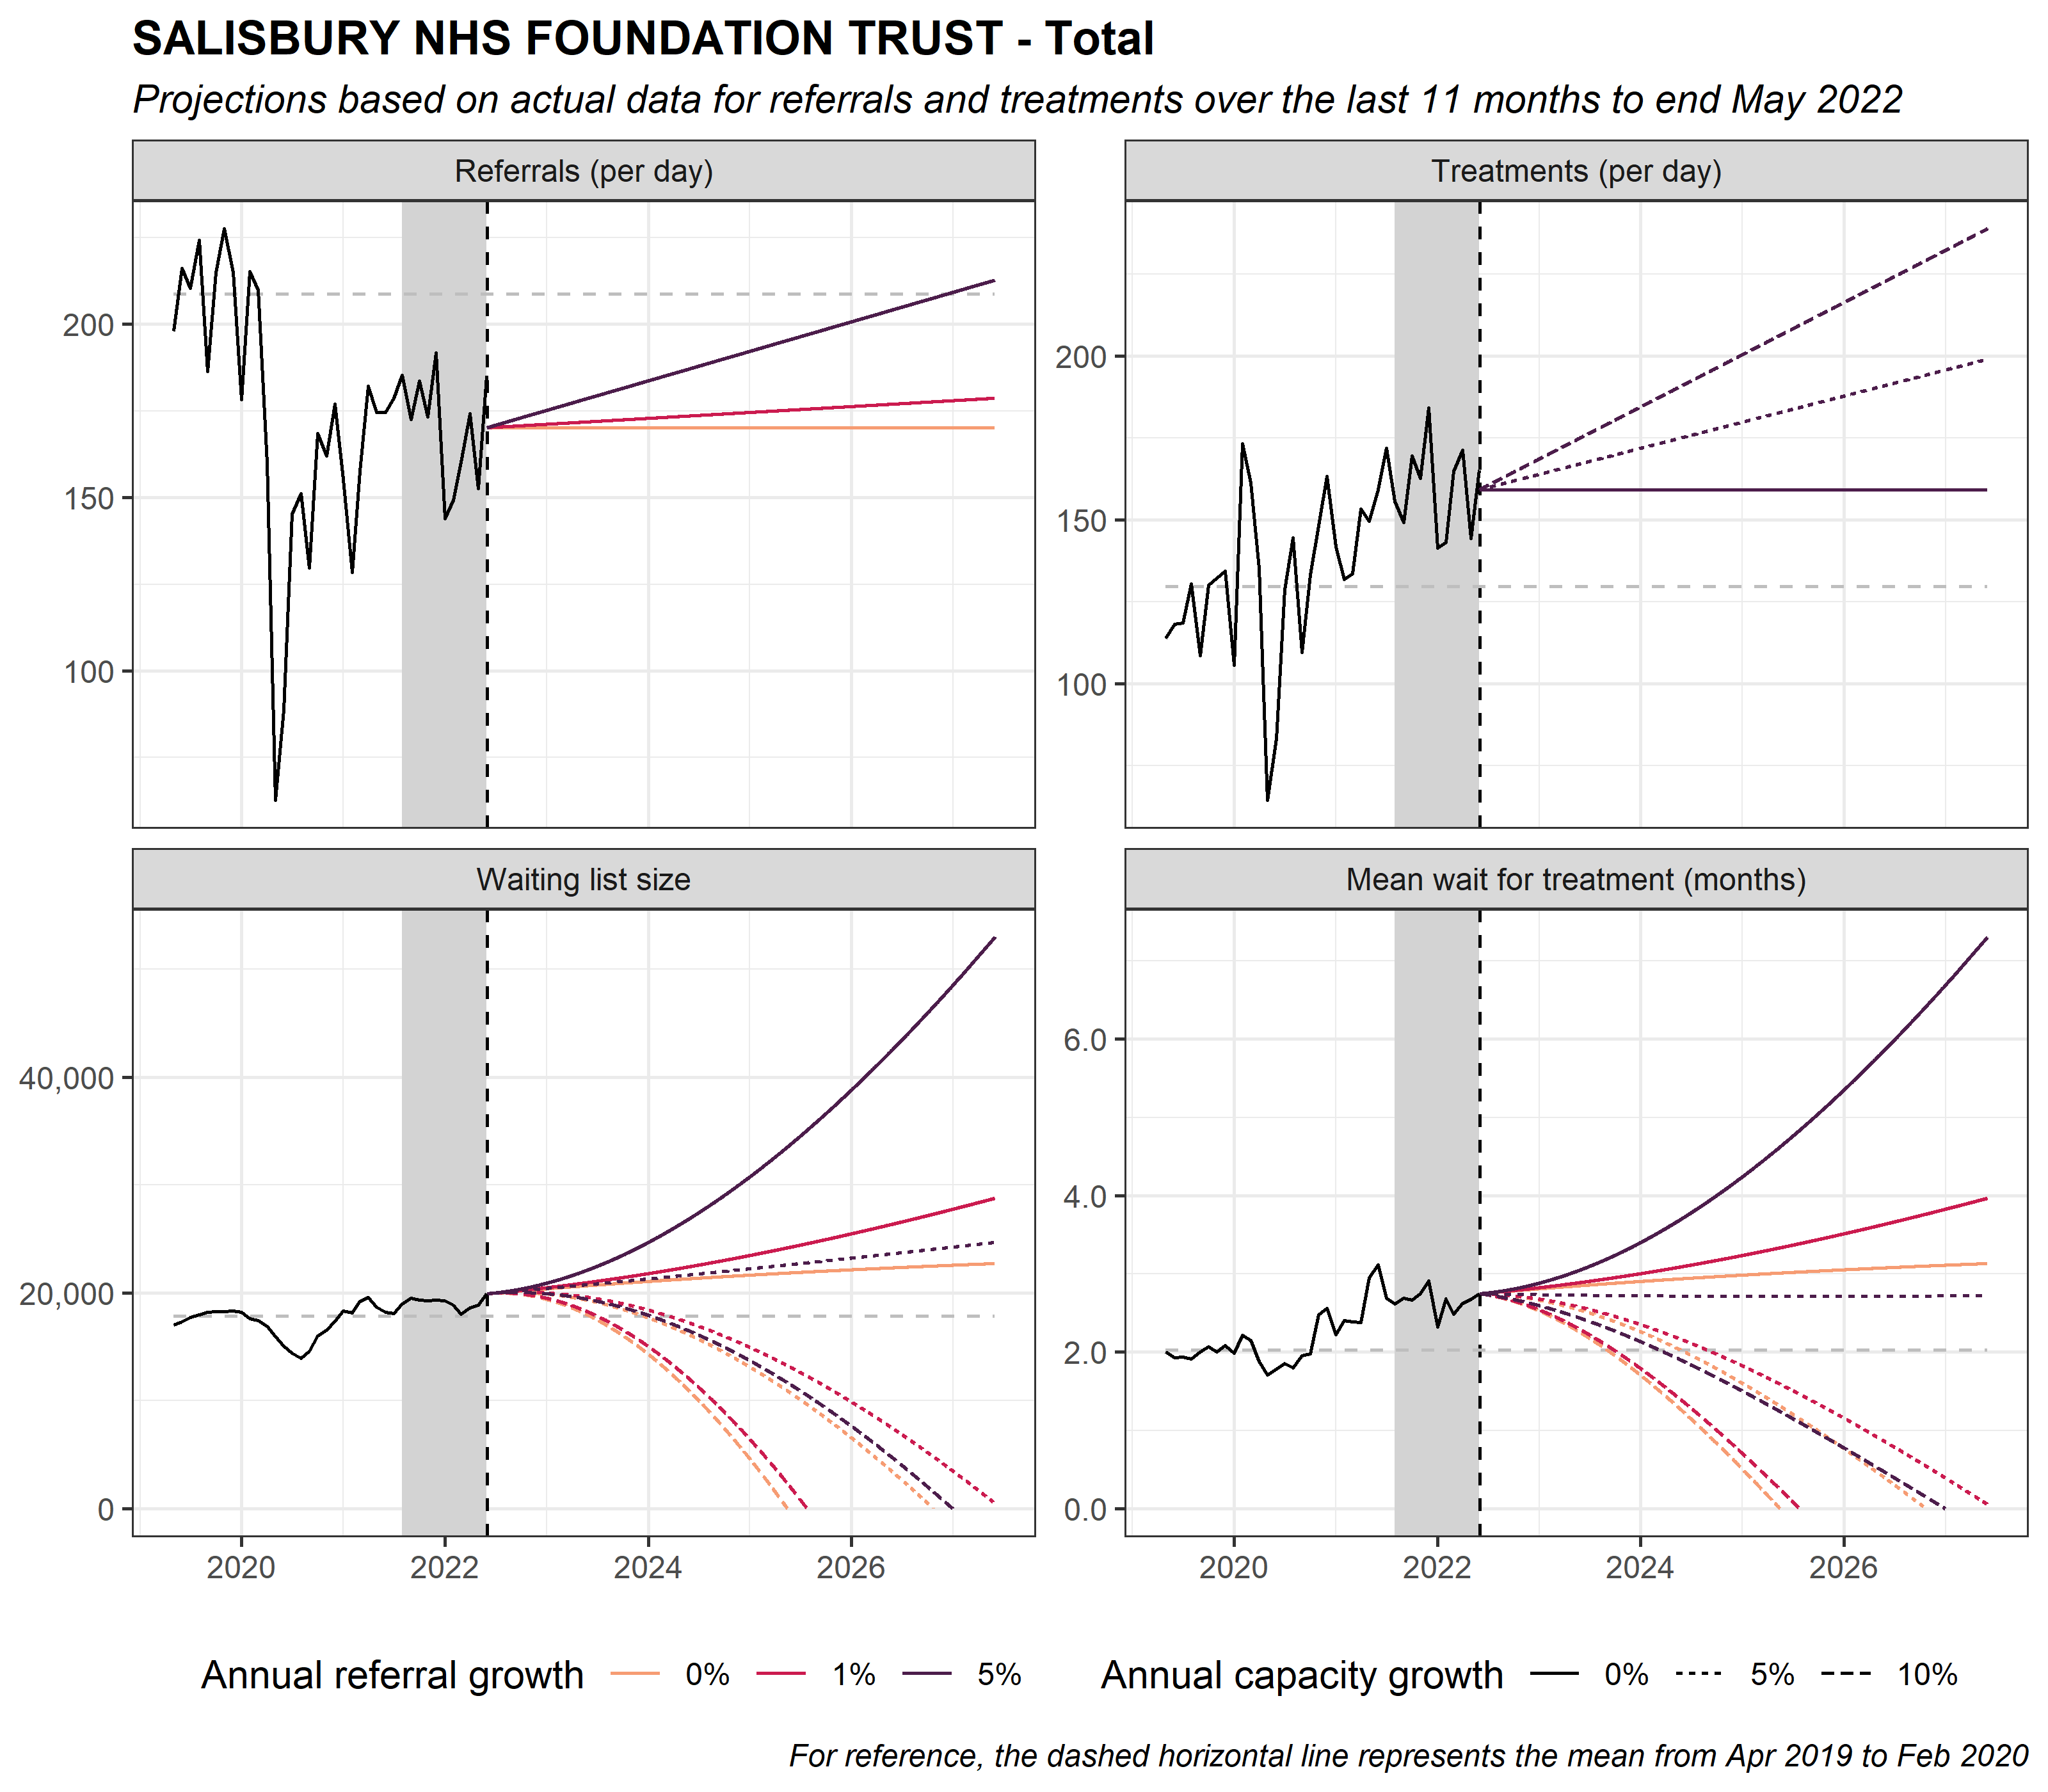 SALISBURY NHS FOUNDATION TRUST - Total
Projections based on actual data for referrals and treatments over the last 11 months to end May 2022
Referrals (per day)
200
150
100
Treatments (per day)
200
150
100
Waiting list size
40,000
20,000
0
2020 2022 2024 2026
Mean wait for treatment (months)
6.0
4.0
2.0
0.0
2020 2022 2024 2026
Annual referral growth 0% 1% 5%
Annual capacity growth 0% 5% 10%
For reference, the dashed horizontal line represents the mean from Apr 2019 to Feb 2020